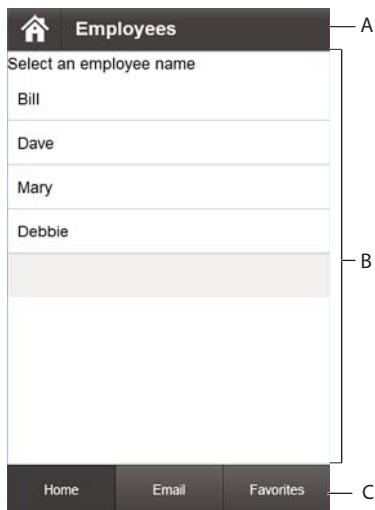 Employees
A
Select an employee name
Bill
Dave
Mary
Debbie
B
Home Email Favorites
C